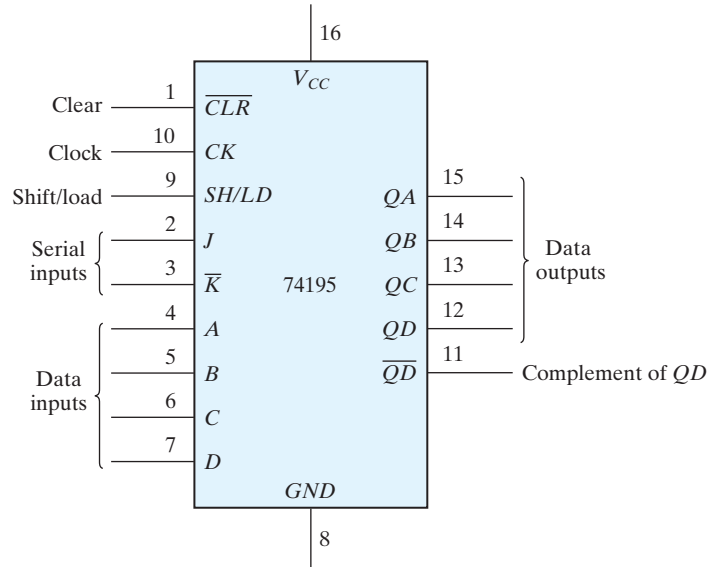 16
V_CC
Clear 1 C̅L̅R̅
Clock 10 CK
Shift/load 9 SH/LD
Serial inputs
2 J
3 K̅
Data inputs
4 A
5 B
6 C
7 D
74195
QA 15
QB 14
QC 13
QD 12
Data outputs
Q̅D̅ 11 Complement of QD
GND
8